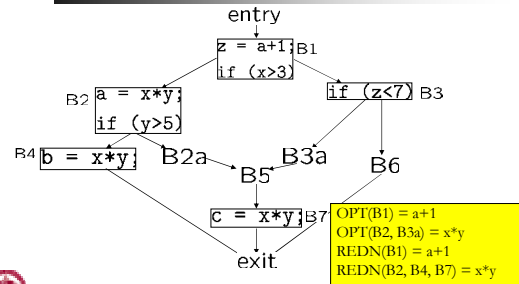 entry
z = a+1;
if (x>3)
B1
B2
a = x*y;
if (y>5)
if (z<7)
B3
B4
b = x*y;
B2a
B3a
B5
B6
c = x*y;
B7
exit
OPT(B1) = a+1
OPT(B2, B3a) = x*y
REDN(B1) = a+1
REDN(B2, B4, B7) = x*y